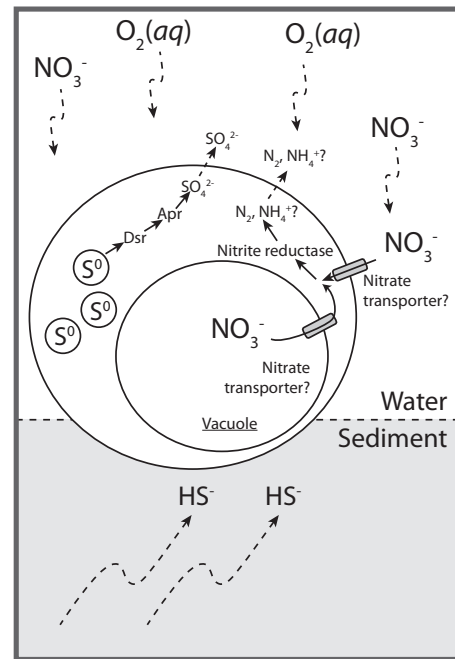 O₂(aq)
O₂(aq)
NO₃⁻
NO₃⁻
SO₄²⁻
N₂, NH₄⁺?
SO₄²⁻
Apr
N₂, NH₄⁺?
Dsr
Nitrite reductase
NO₃⁻
S⁰
Nitrate
transporter?
S⁰
S⁰
NO₃⁻
Nitrate
transporter?
Vacuole
Water
Sediment
HS⁻
HS⁻